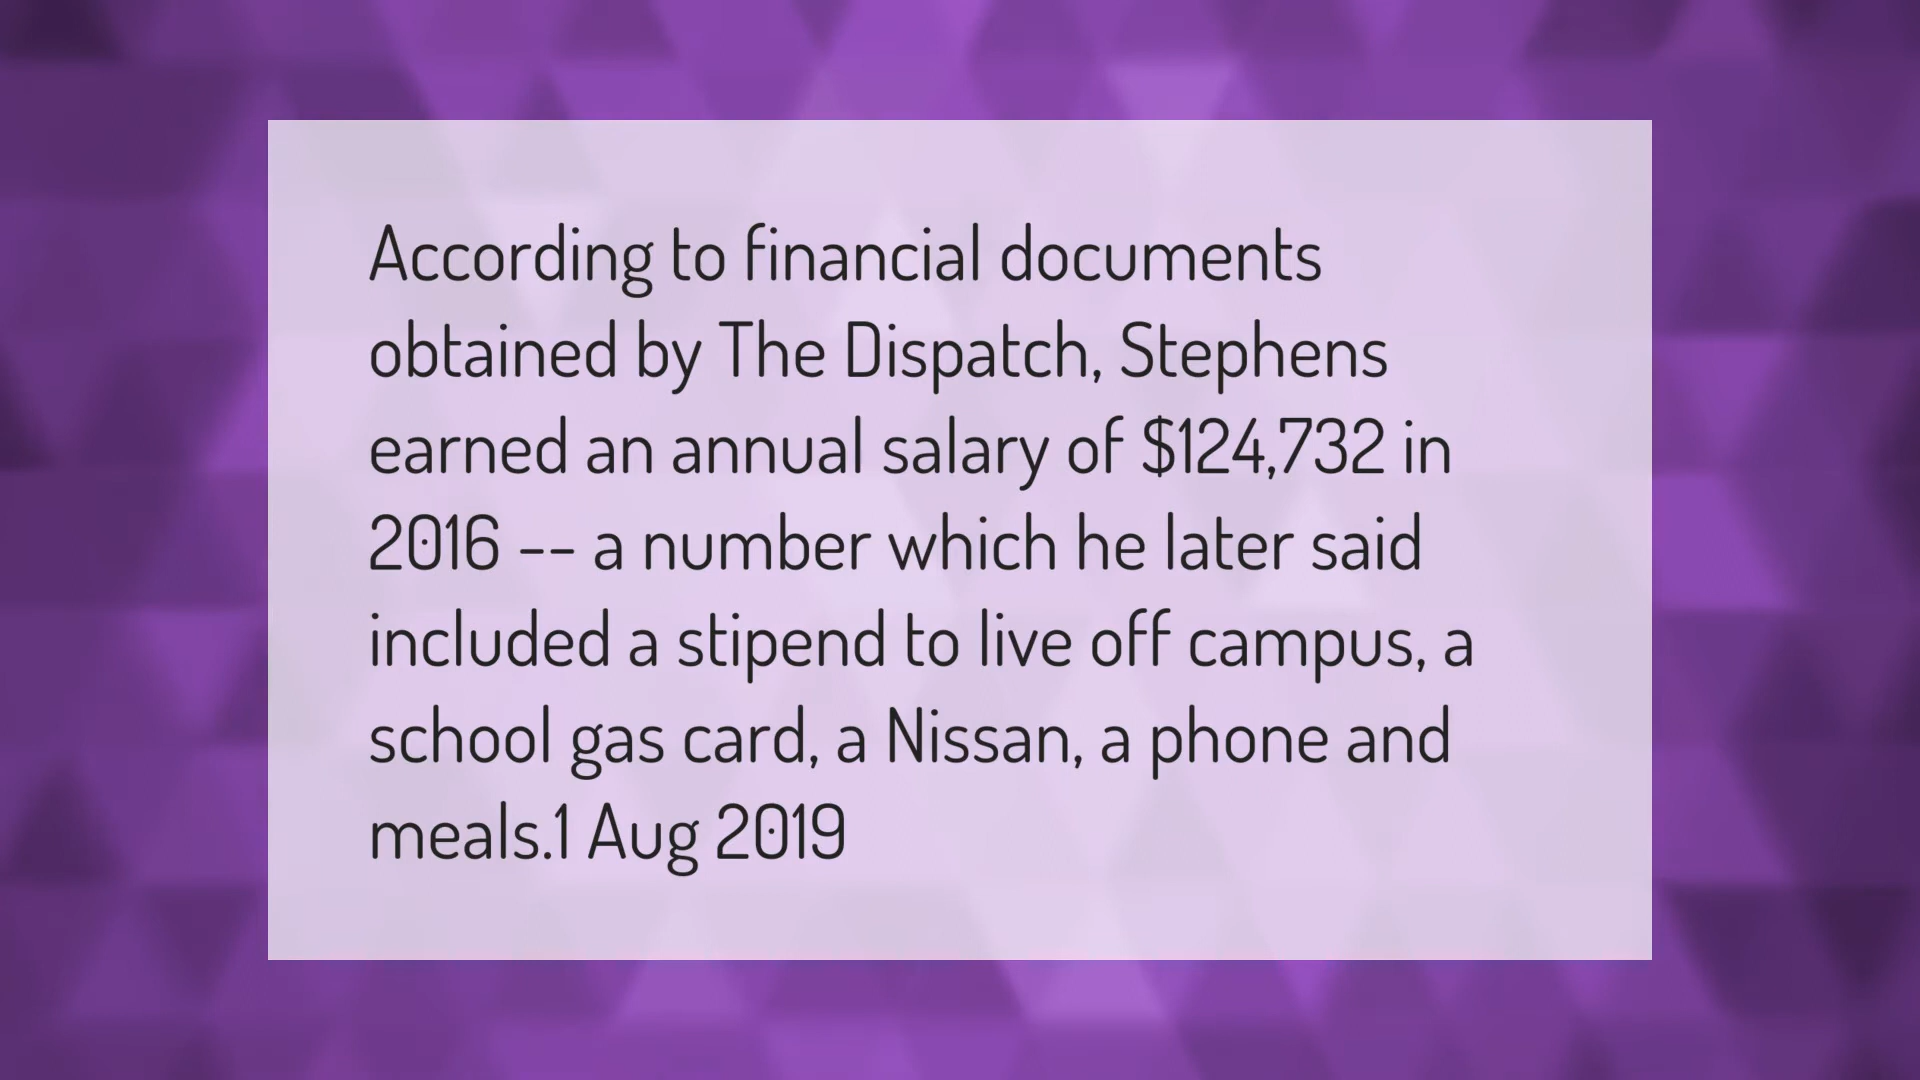 According to financial documents
obtained by The Dispatch, Stephens
earned an annual salary of $124,732 in
2016 -- a number which he later said
included a stipend to live off campus, a
school gas card, a Nissan, a phone and
meals.1 Aug 2019